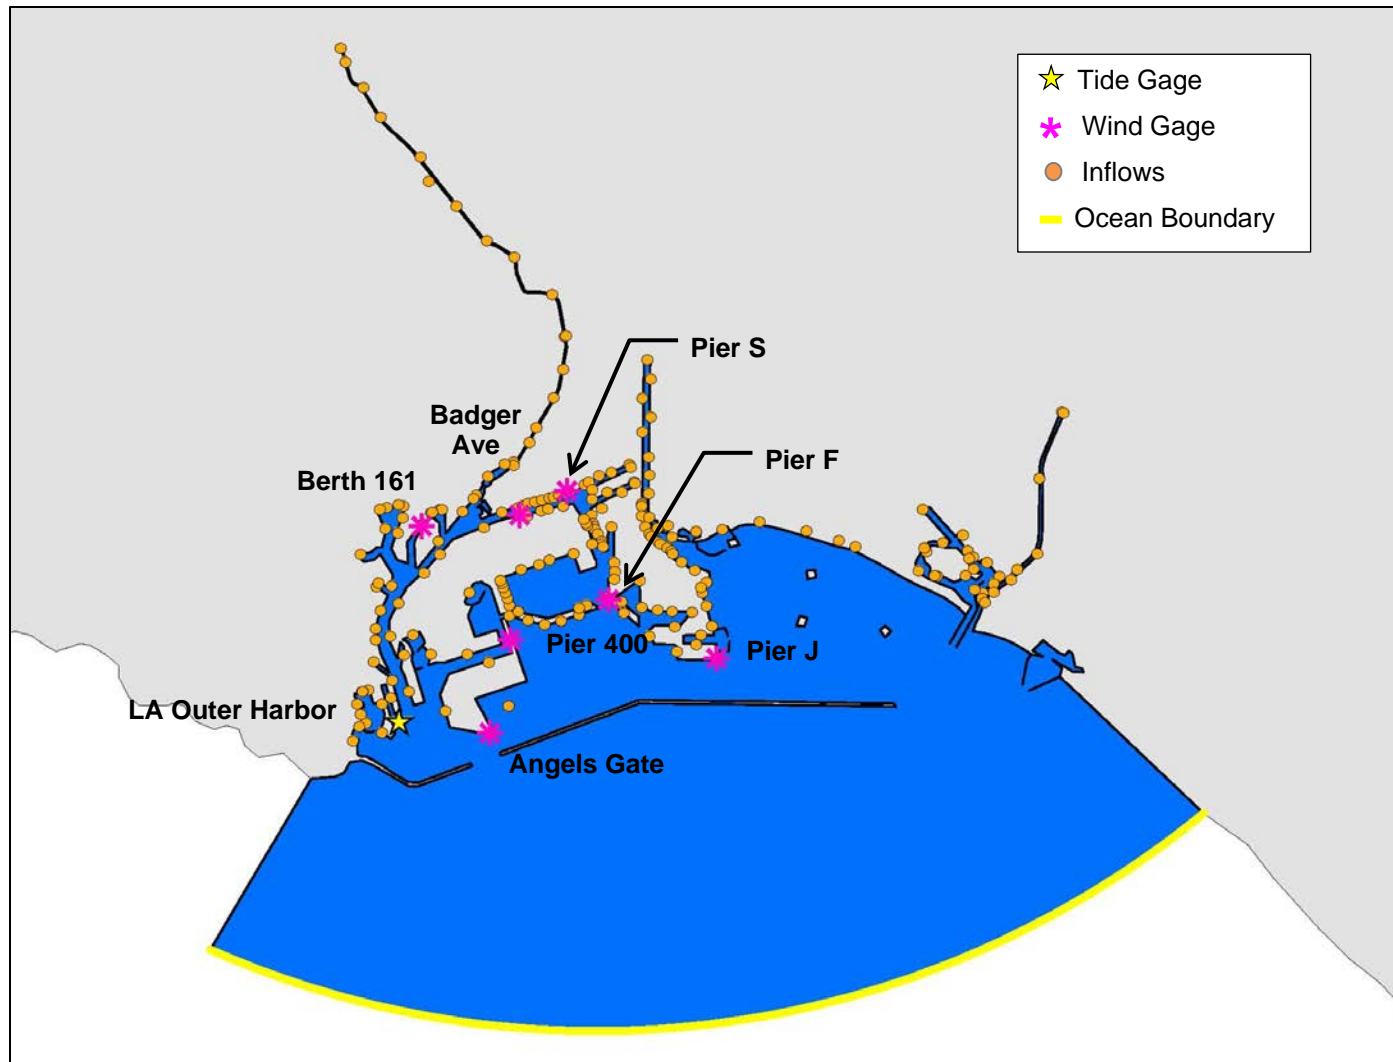 Tide Gage
Wind Gage
Inflows
Ocean Boundary
Pier S
Badger
Ave
Pier F
Berth 161
Pier 400
Pier J
LA Outer Harbor
Angels Gate